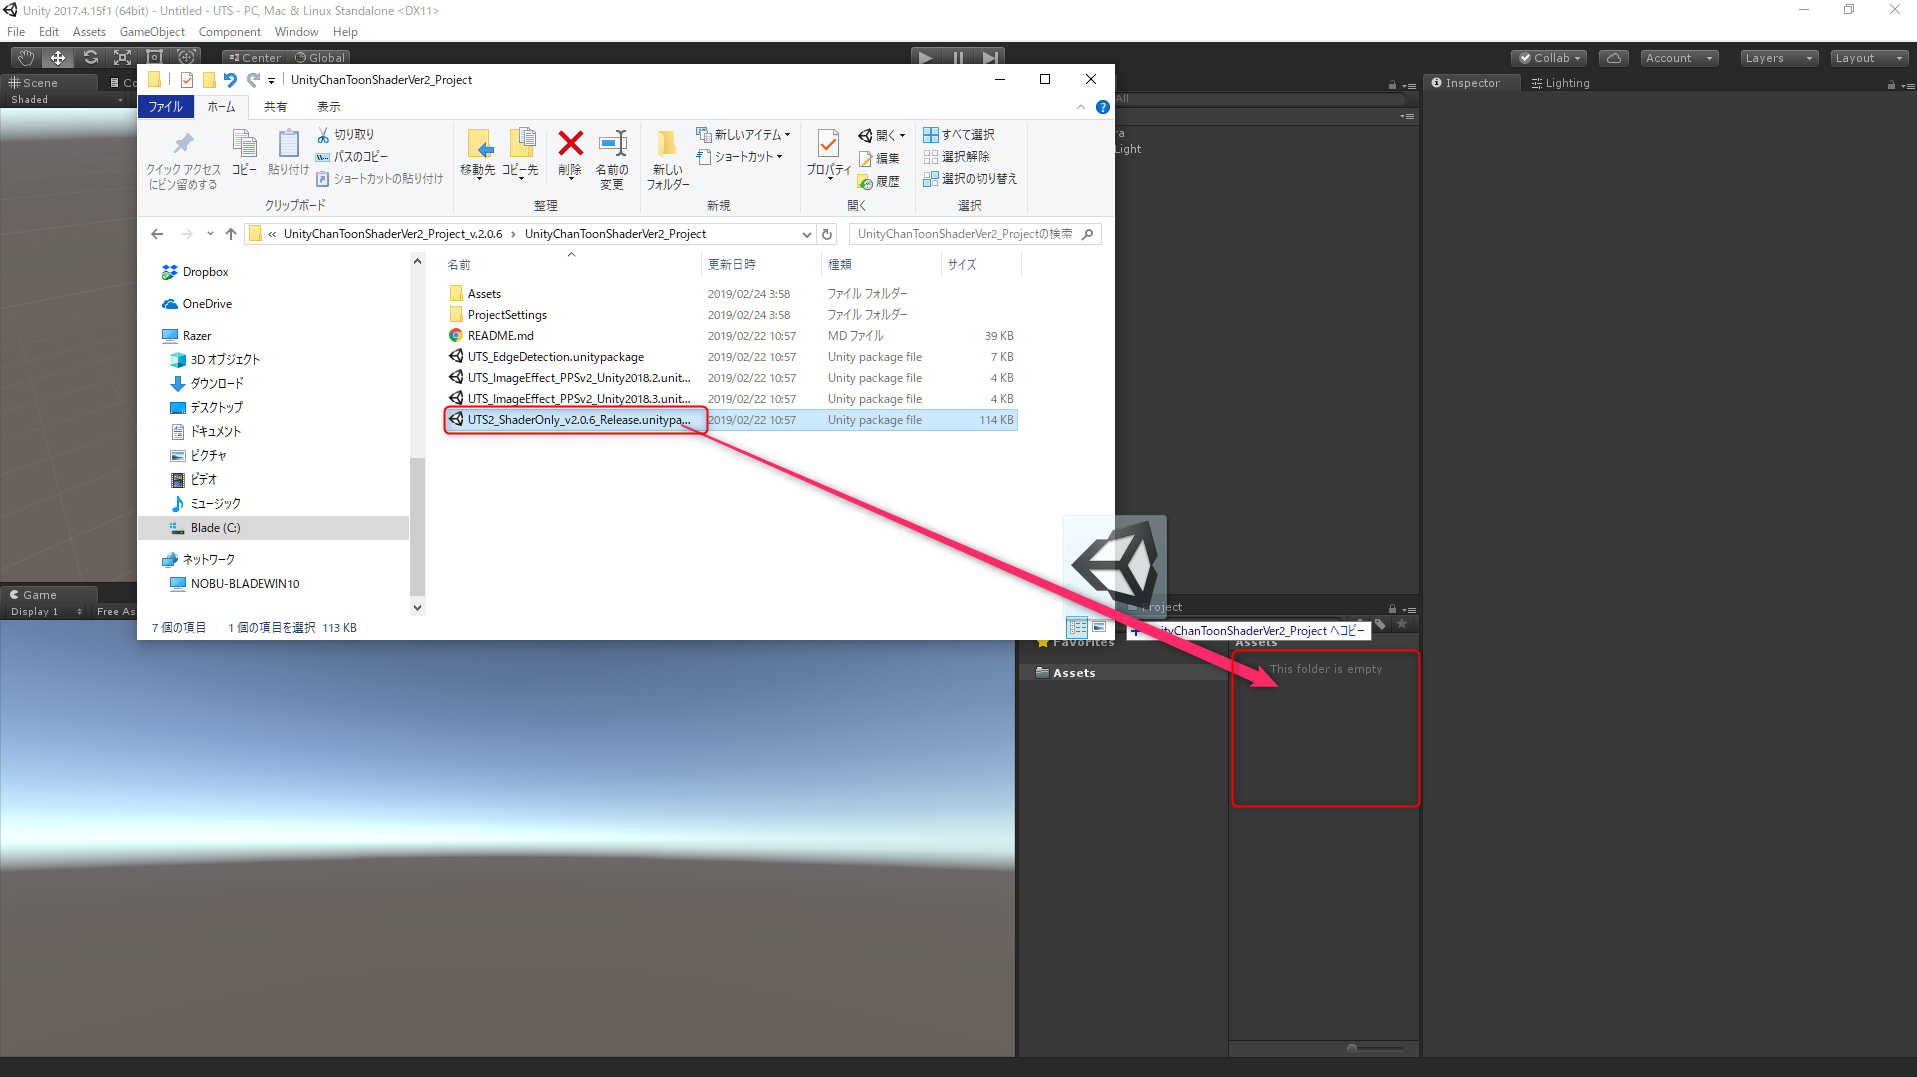 Unity 2017.4.15f1 (64bit) - Untitled - UTS - PC, Mac & Linux Standalone <DX11>
File Edit Assets GameObject Component Window Help
Center Global
Collab Account Layers Layout
Scene
Shaded
Inspector Lighting
All
ra
Light
UnityChanToonShaderVer2_Project
ファイル ホーム 共有 表示
クイック アクセス
にピン留めする
コピー
貼り付け
切り取り
パスのコピー
ショートカットの貼り付け
クリップボード
移動先
コピー先
削除
名前の
変更
整理
新しい
フォルダー
新しいアイテム
ショートカット
新規
プロパティ
開く
編集
履歴
開く
すべて選択
選択解除
選択の切り替え
選択
« UnityChanToonShaderVer2_Project_v.2.0.6 › UnityChanToonShaderVer2_Project
UnityChanToonShaderVer2_Projectの検索
Dropbox
OneDrive
Razer
3D オブジェクト
ダウンロード
デスクトップ
ドキュメント
ピクチャ
ビデオ
ミュージック
Blade (C:)
ネットワーク
NOBU-BLADEWIN10
名前 更新日時 種類 サイズ
Assets 2019/02/24 3:58 ファイル フォルダー
ProjectSettings 2019/02/24 3:58 ファイル フォルダー
README.md 2019/02/22 10:57 MD ファイル 39 KB
UTS_EdgeDetection.unitypackage 2019/02/22 10:57 Unity package file 7 KB
UTS_ImageEffect_PPSv2_Unity2018.2.unit... 2019/02/22 10:57 Unity package file 4 KB
UTS_ImageEffect_PPSv2_Unity2018.3.unit... 2019/02/22 10:57 Unity package file 4 KB
UTS2_ShaderOnly_v2.0.6_Release.unitypa... 2019/02/22 10:57 Unity package file 114 KB
7 個の項目 1 個の項目を選択 113 KB
Game
Display 1 Free As
Project
ityChanToonShaderVer2_Project へコピー
Favorites
Assets
Assets
This folder is empty